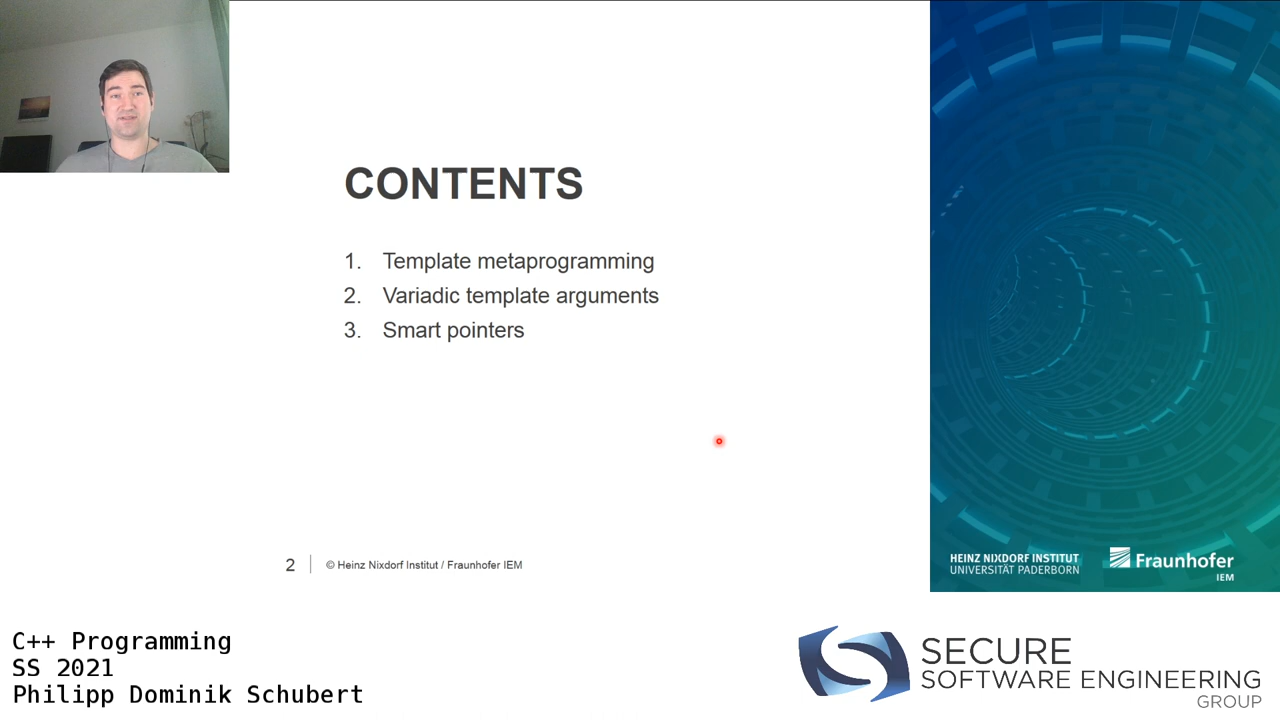 CONTENTS
1. Template metaprogramming
2. Variadic template arguments
3. Smart pointers
2 © Heinz Nixdorf Institut / Fraunhofer IEM
HEINZ NIXDORF INSTITUT
UNIVERSITÄT PADERBORN
Fraunhofer
IEM
C++ Programming
SS 2021
Philipp Dominik Schubert
SECURE
SOFTWARE ENGINEERING
GROUP